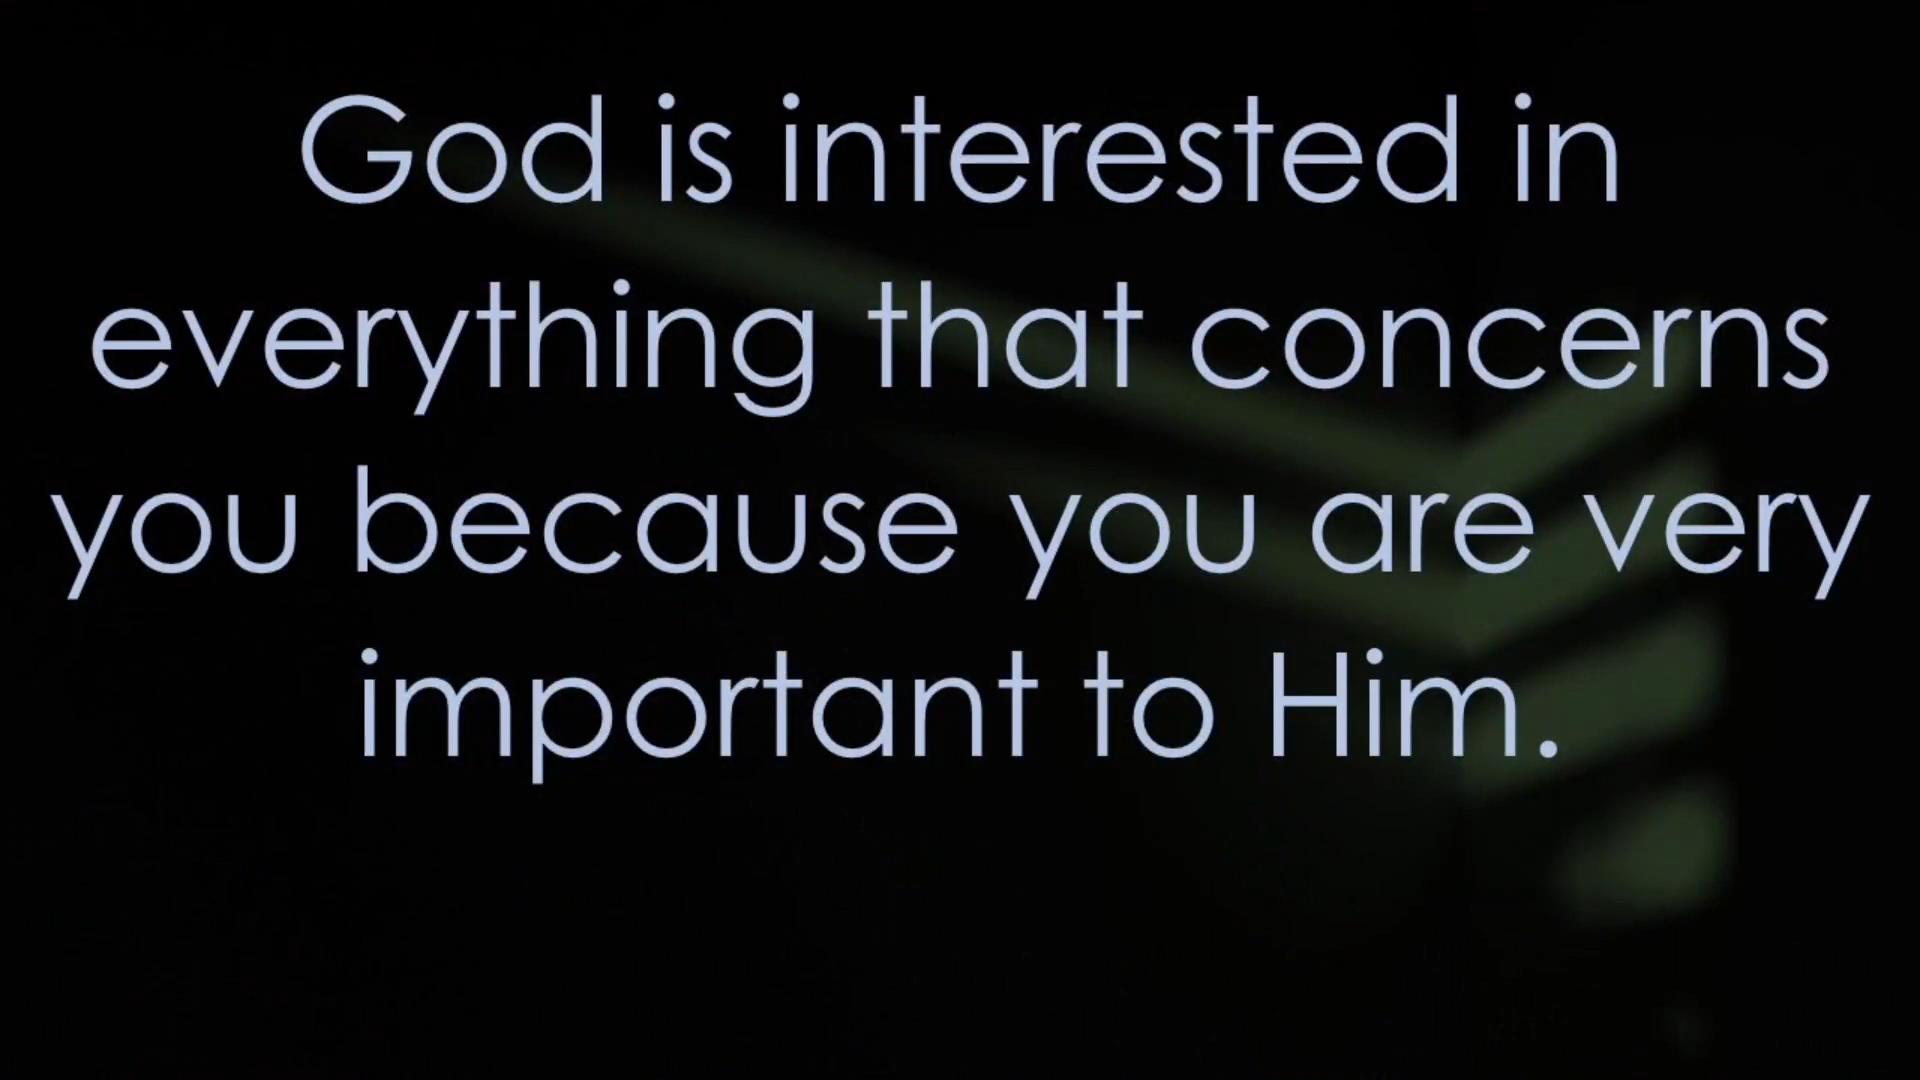 God is interested in
everything that concerns
you because you are very
important to Him.